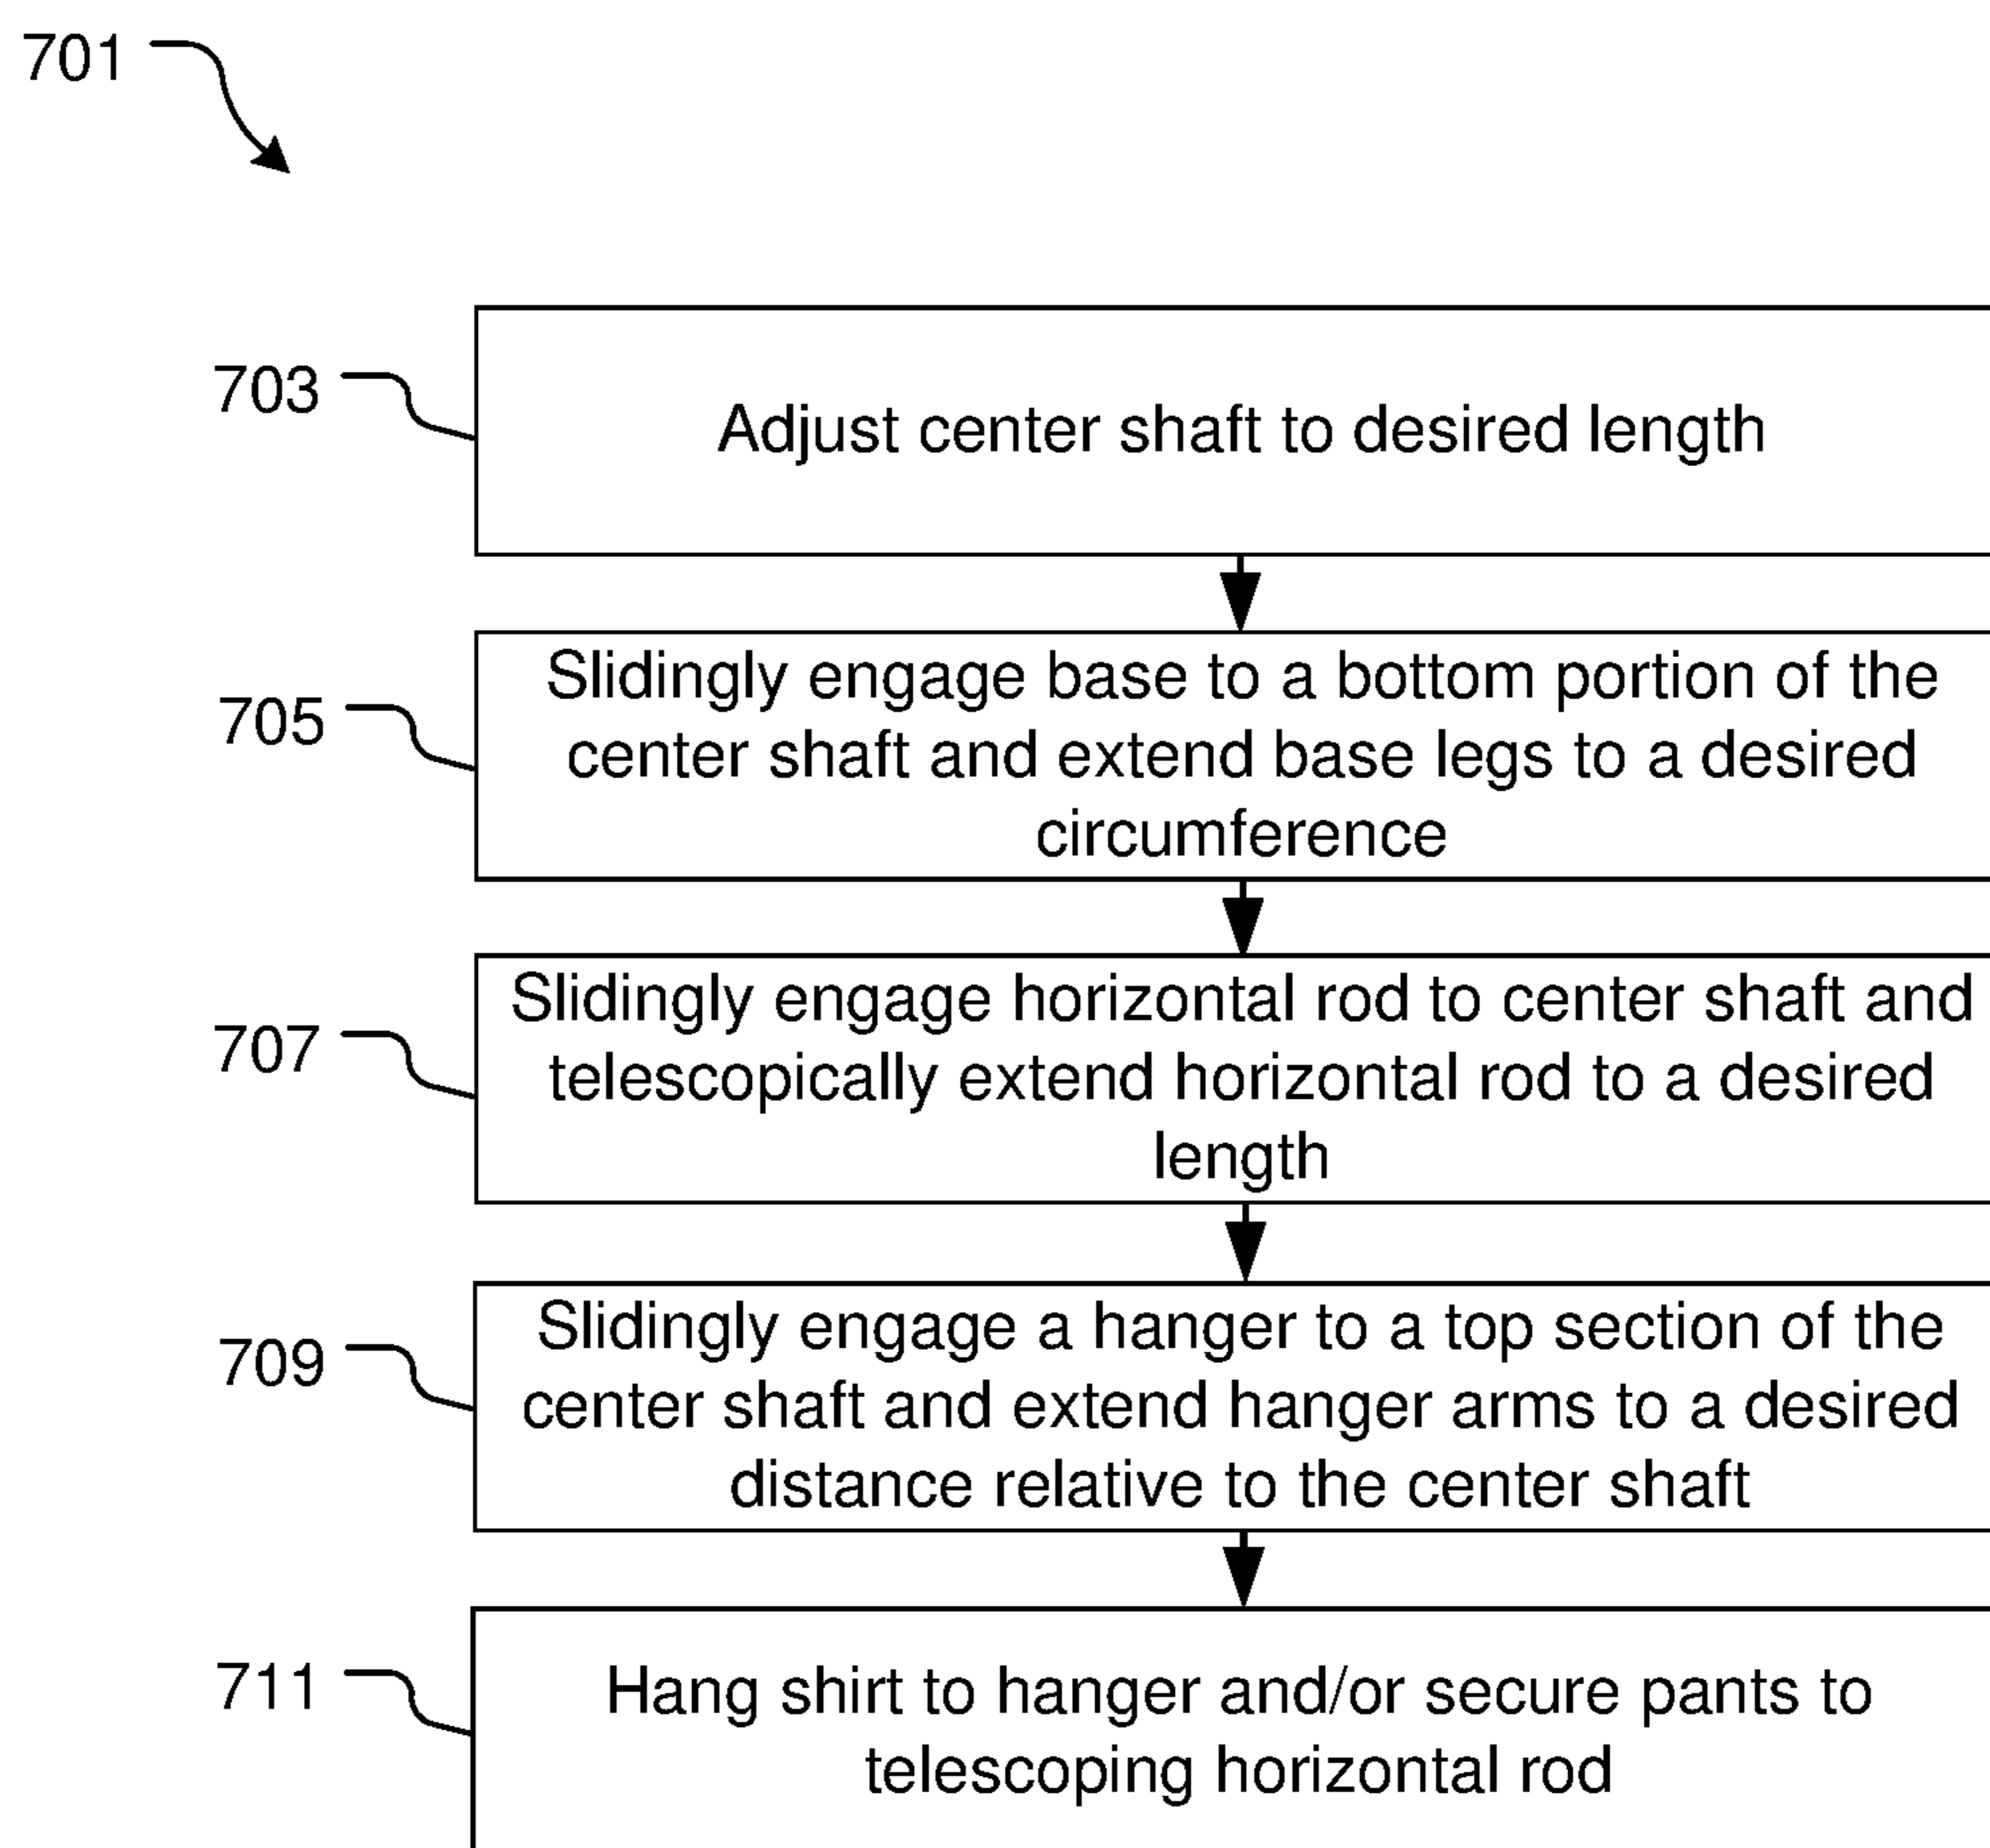 701
703
Adjust center shaft to desired length
705
Slidingly engage base to a bottom portion of the
center shaft and extend base legs to a desired
circumference
707
Slidingly engage horizontal rod to center shaft and
telescopically extend horizontal rod to a desired
length
709
Slidingly engage a hanger to a top section of the
center shaft and extend hanger arms to a desired
distance relative to the center shaft
711
Hang shirt to hanger and/or secure pants to
telescoping horizontal rod